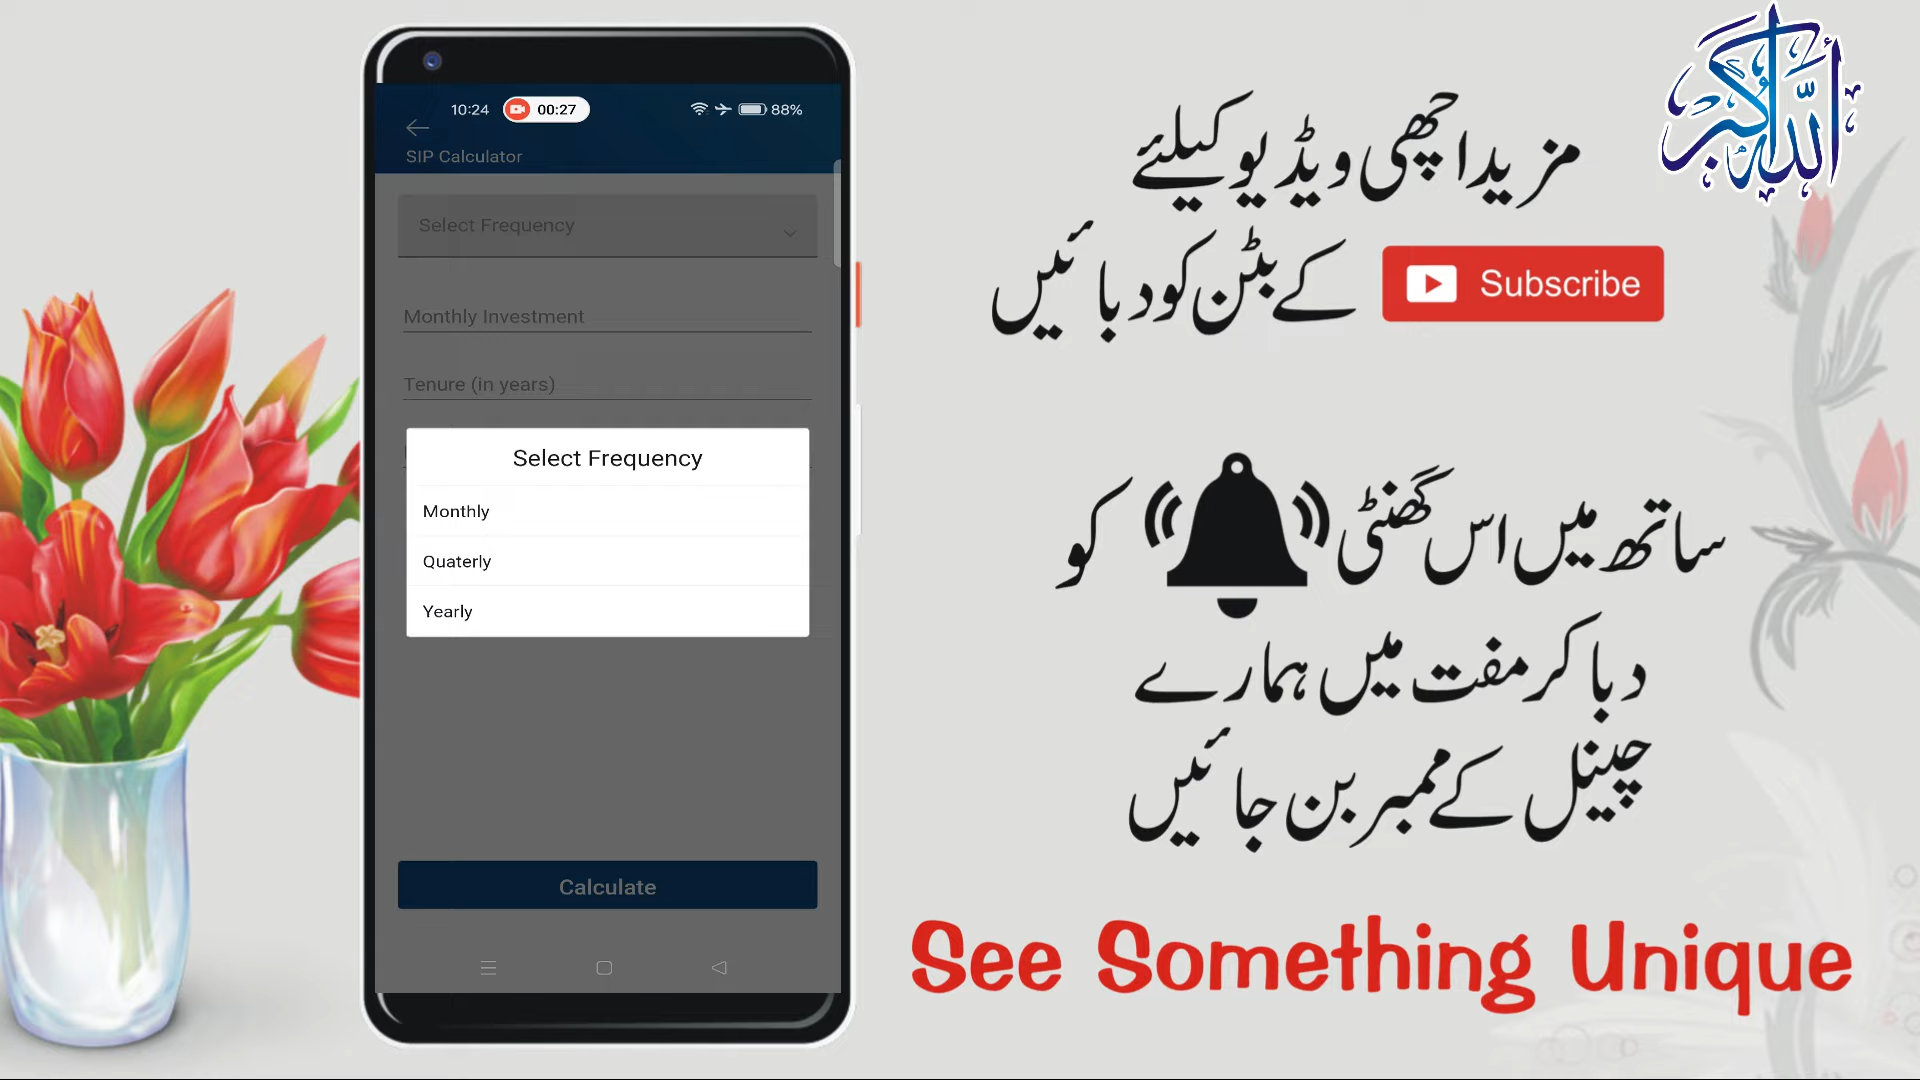 10:24 00:27 88%
SIP Calculator
Select Frequency
Monthly Investment
Tenure (in years)
Select Frequency
Monthly
Quaterly
Yearly
Calculate
اللہ اکبر
مزید اچھی ویڈیو کیلئے
Subscribe کے بٹن کو دبائیں
ساتھ میں اس گھنٹی کو
دبا کر مفت میں ہمارے
چینل کے ممبر بن جائیں
See Something Unique